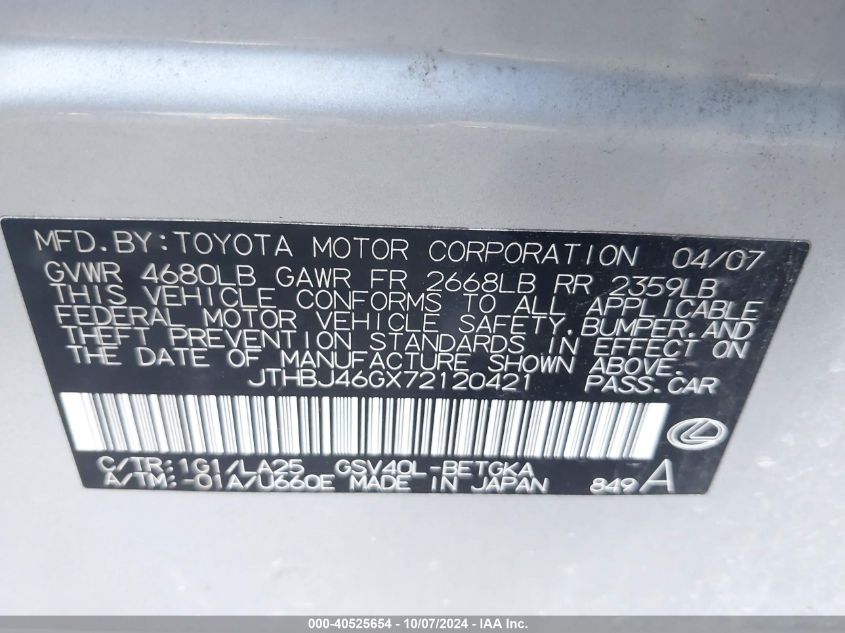 MFD.BY:TOYOTA MOTOR CORPORATION 04/07
GVWR 4680LB GAWR FR 2668LB RR 2359LB
THIS VEHICLE CONFORMS TO ALL APPLICABLE
FEDERAL MOTOR VEHICLE SAFETY,BUMPER,AND
THEFT PREVENTION STANDARDS IN EFFECT ON
THE DATE OF MANUFACTURE SHOWN ABOVE.
JTHBJ46GX72120421 PASS.CAR
C/TR:1G1/LA25 GSV40L-BETGKA
A/TM:-01A/U660E MADE IN JAPAN 849 A
000-40525654 - 10/07/2024 - IAA Inc.